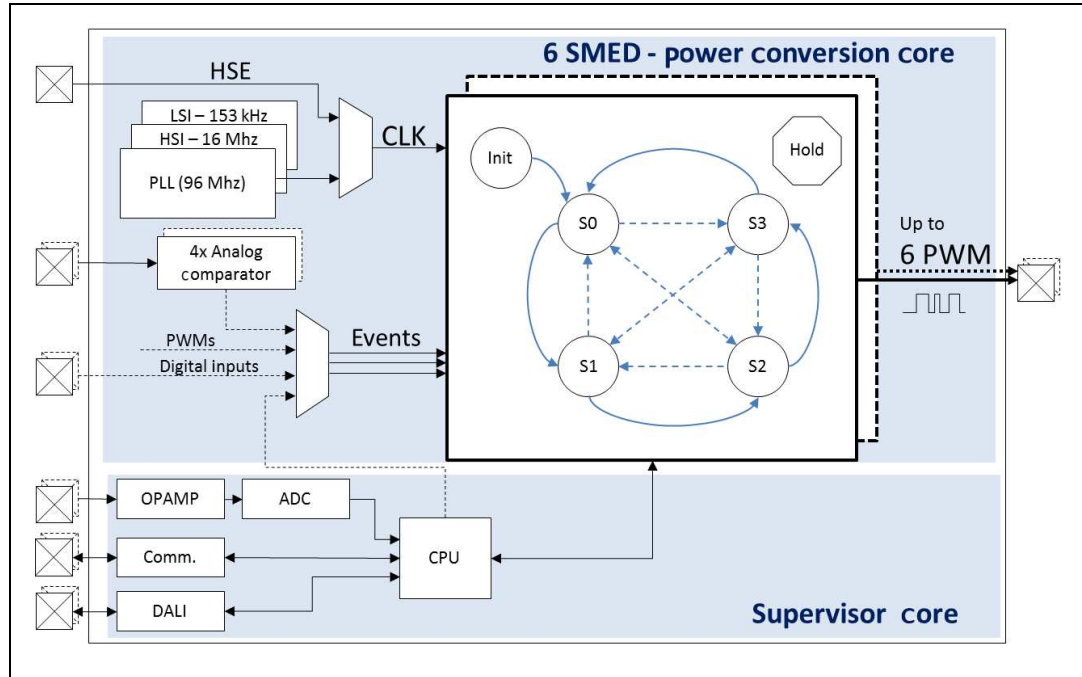 6 SMED - power conversion core
HSE
LSI – 153 kHz
HSI – 16 Mhz
PLL (96 Mhz)
CLK
Init
Hold
S0
S3
S1
S2
Up to
6 PWM
4x Analog
comparator
PWMs
Digital inputs
Events
OPAMP
ADC
Comm.
CPU
DALI
Supervisor core